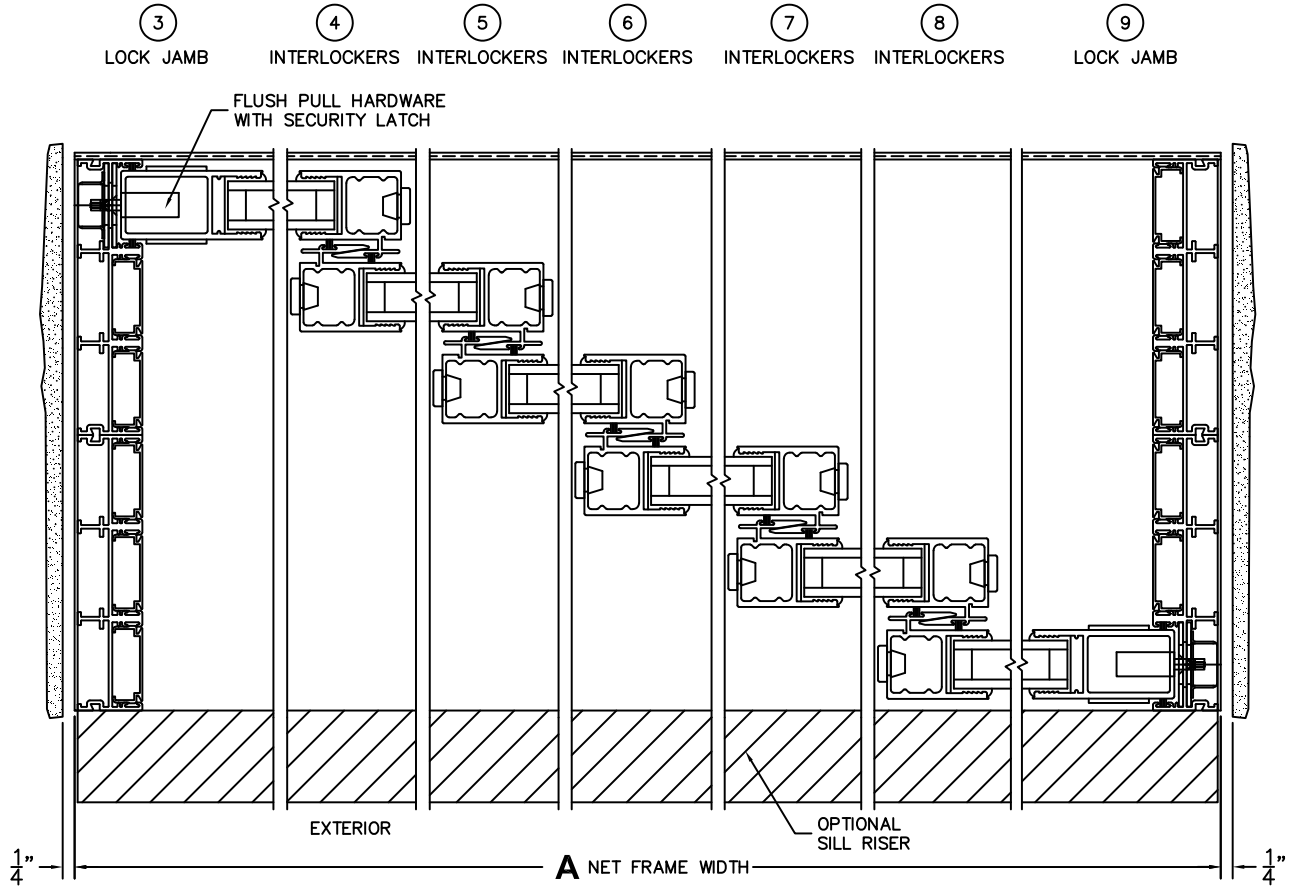 3 4 5 6 7 8 9
LOCK JAMB INTERLOCKERS INTERLOCKERS INTERLOCKERS INTERLOCKERS INTERLOCKERS LOCK JAMB
FLUSH PULL HARDWARE
WITH SECURITY LATCH
EXTERIOR
OPTIONAL
SILL RISER
1/4" A NET FRAME WIDTH 1/4"